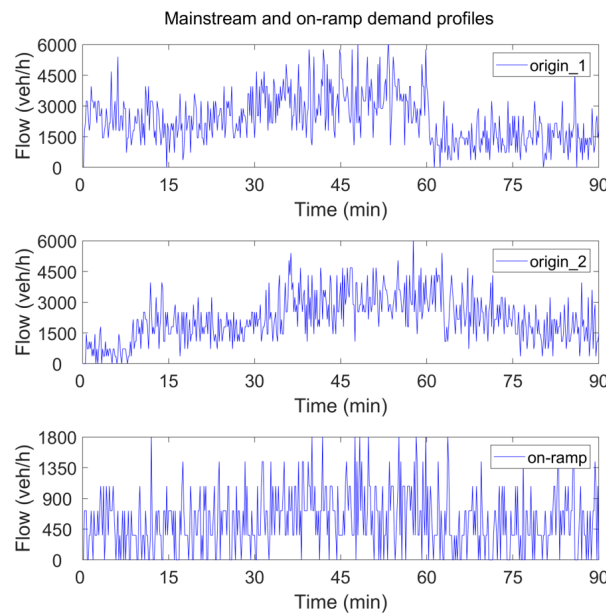 Mainstream and on-ramp demand profiles
6000
4500
3000
1500
0
Flow (veh/h)
origin_1
0 15 30 45 60 75 90
Time (min)
6000
4500
3000
1500
0
Flow (veh/h)
origin_2
0 15 30 45 60 75 90
Time (min)
1800
1350
900
450
0
Flow (veh/h)
on-ramp
0 15 30 45 60 75 90
Time (min)